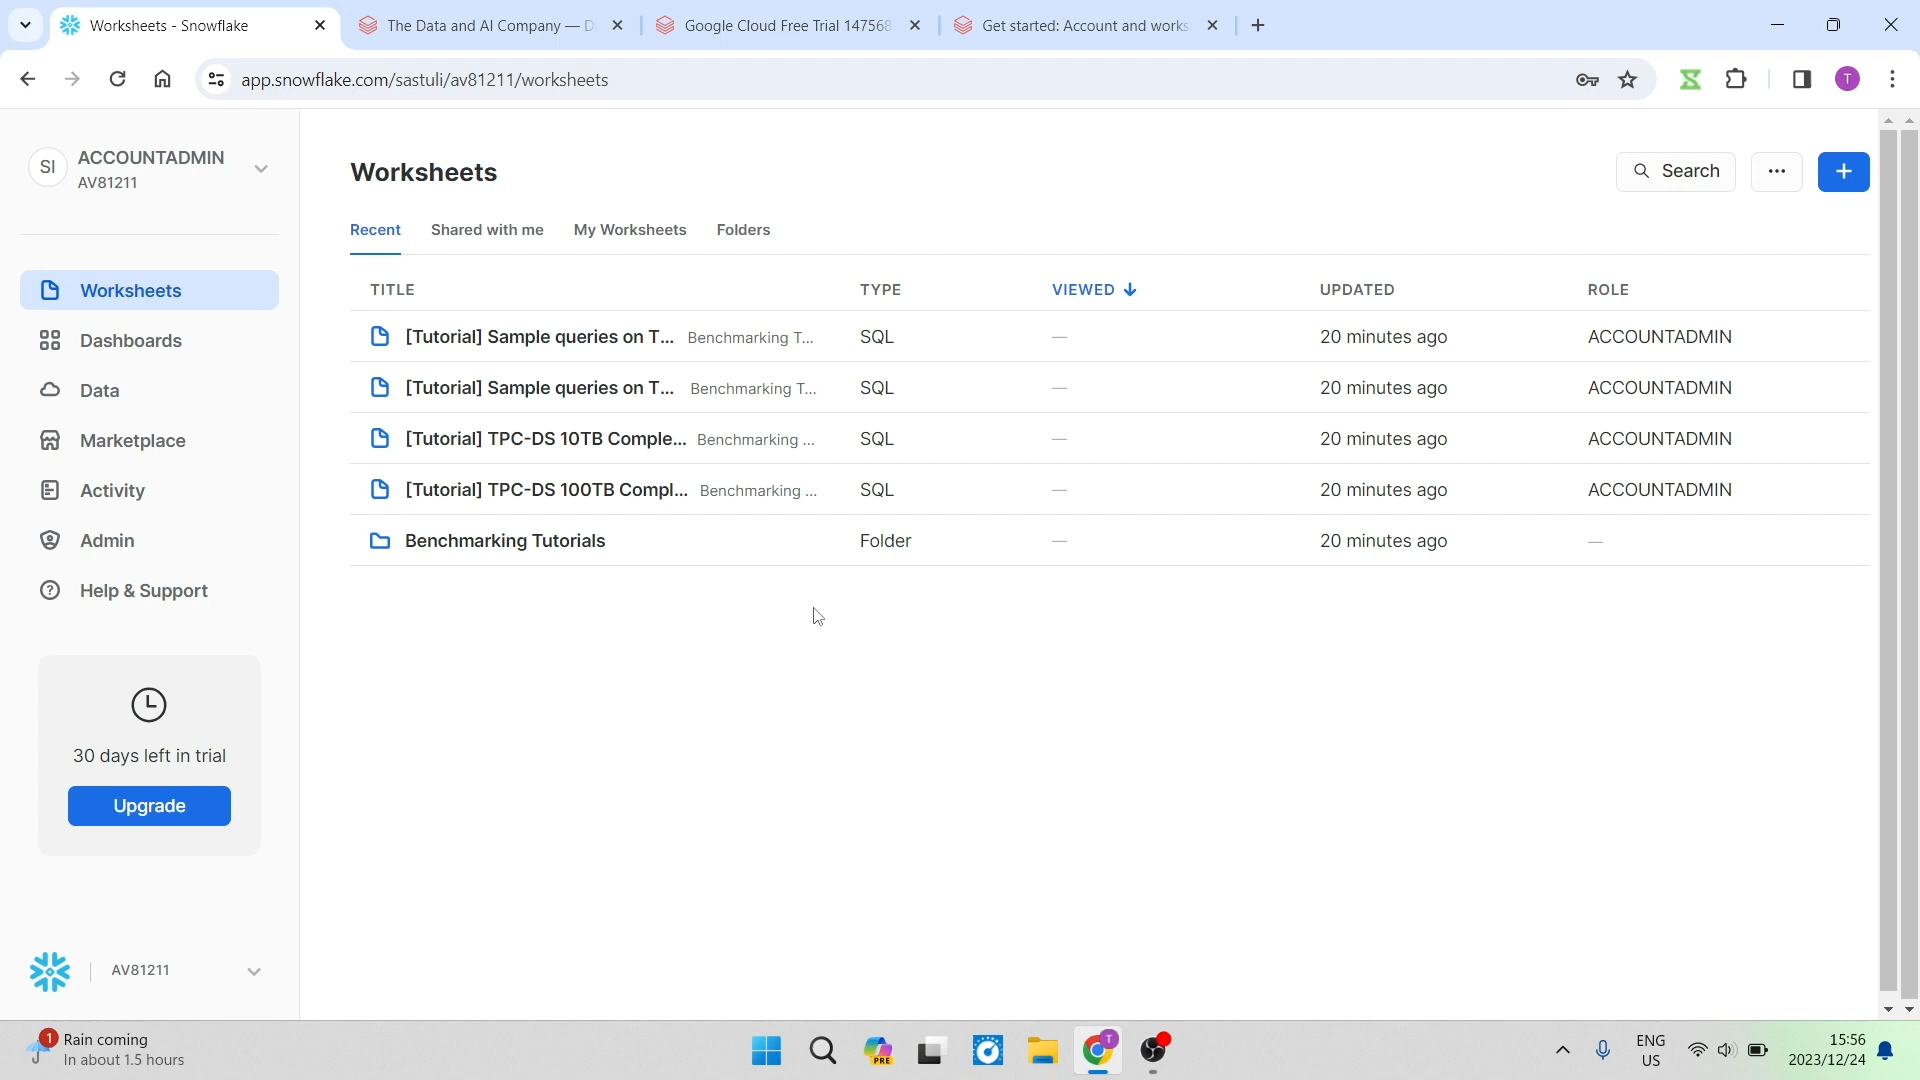 Worksheets - Snowflake
The Data and AI Company — D
Google Cloud Free Trial 147568
Get started: Account and works
app.snowflake.com/sastuli/av81211/worksheets
T
SI
ACCOUNTADMIN
AV81211
Worksheets
Dashboards
Data
Marketplace
Activity
Admin
Help & Support
30 days left in trial
Upgrade
AV81211
Worksheets
Search
Recent Shared with me My Worksheets Folders
TITLE TYPE VIEWED UPDATED ROLE
[Tutorial] Sample queries on T... Benchmarking T... SQL — 20 minutes ago ACCOUNTADMIN
[Tutorial] Sample queries on T... Benchmarking T... SQL — 20 minutes ago ACCOUNTADMIN
[Tutorial] TPC-DS 10TB Comple... Benchmarking ... SQL — 20 minutes ago ACCOUNTADMIN
[Tutorial] TPC-DS 100TB Compl... Benchmarking ... SQL — 20 minutes ago ACCOUNTADMIN
Benchmarking Tutorials Folder — 20 minutes ago —
1
Rain coming
In about 1.5 hours
PRE
T
ENG
US
15:56
2023/12/24